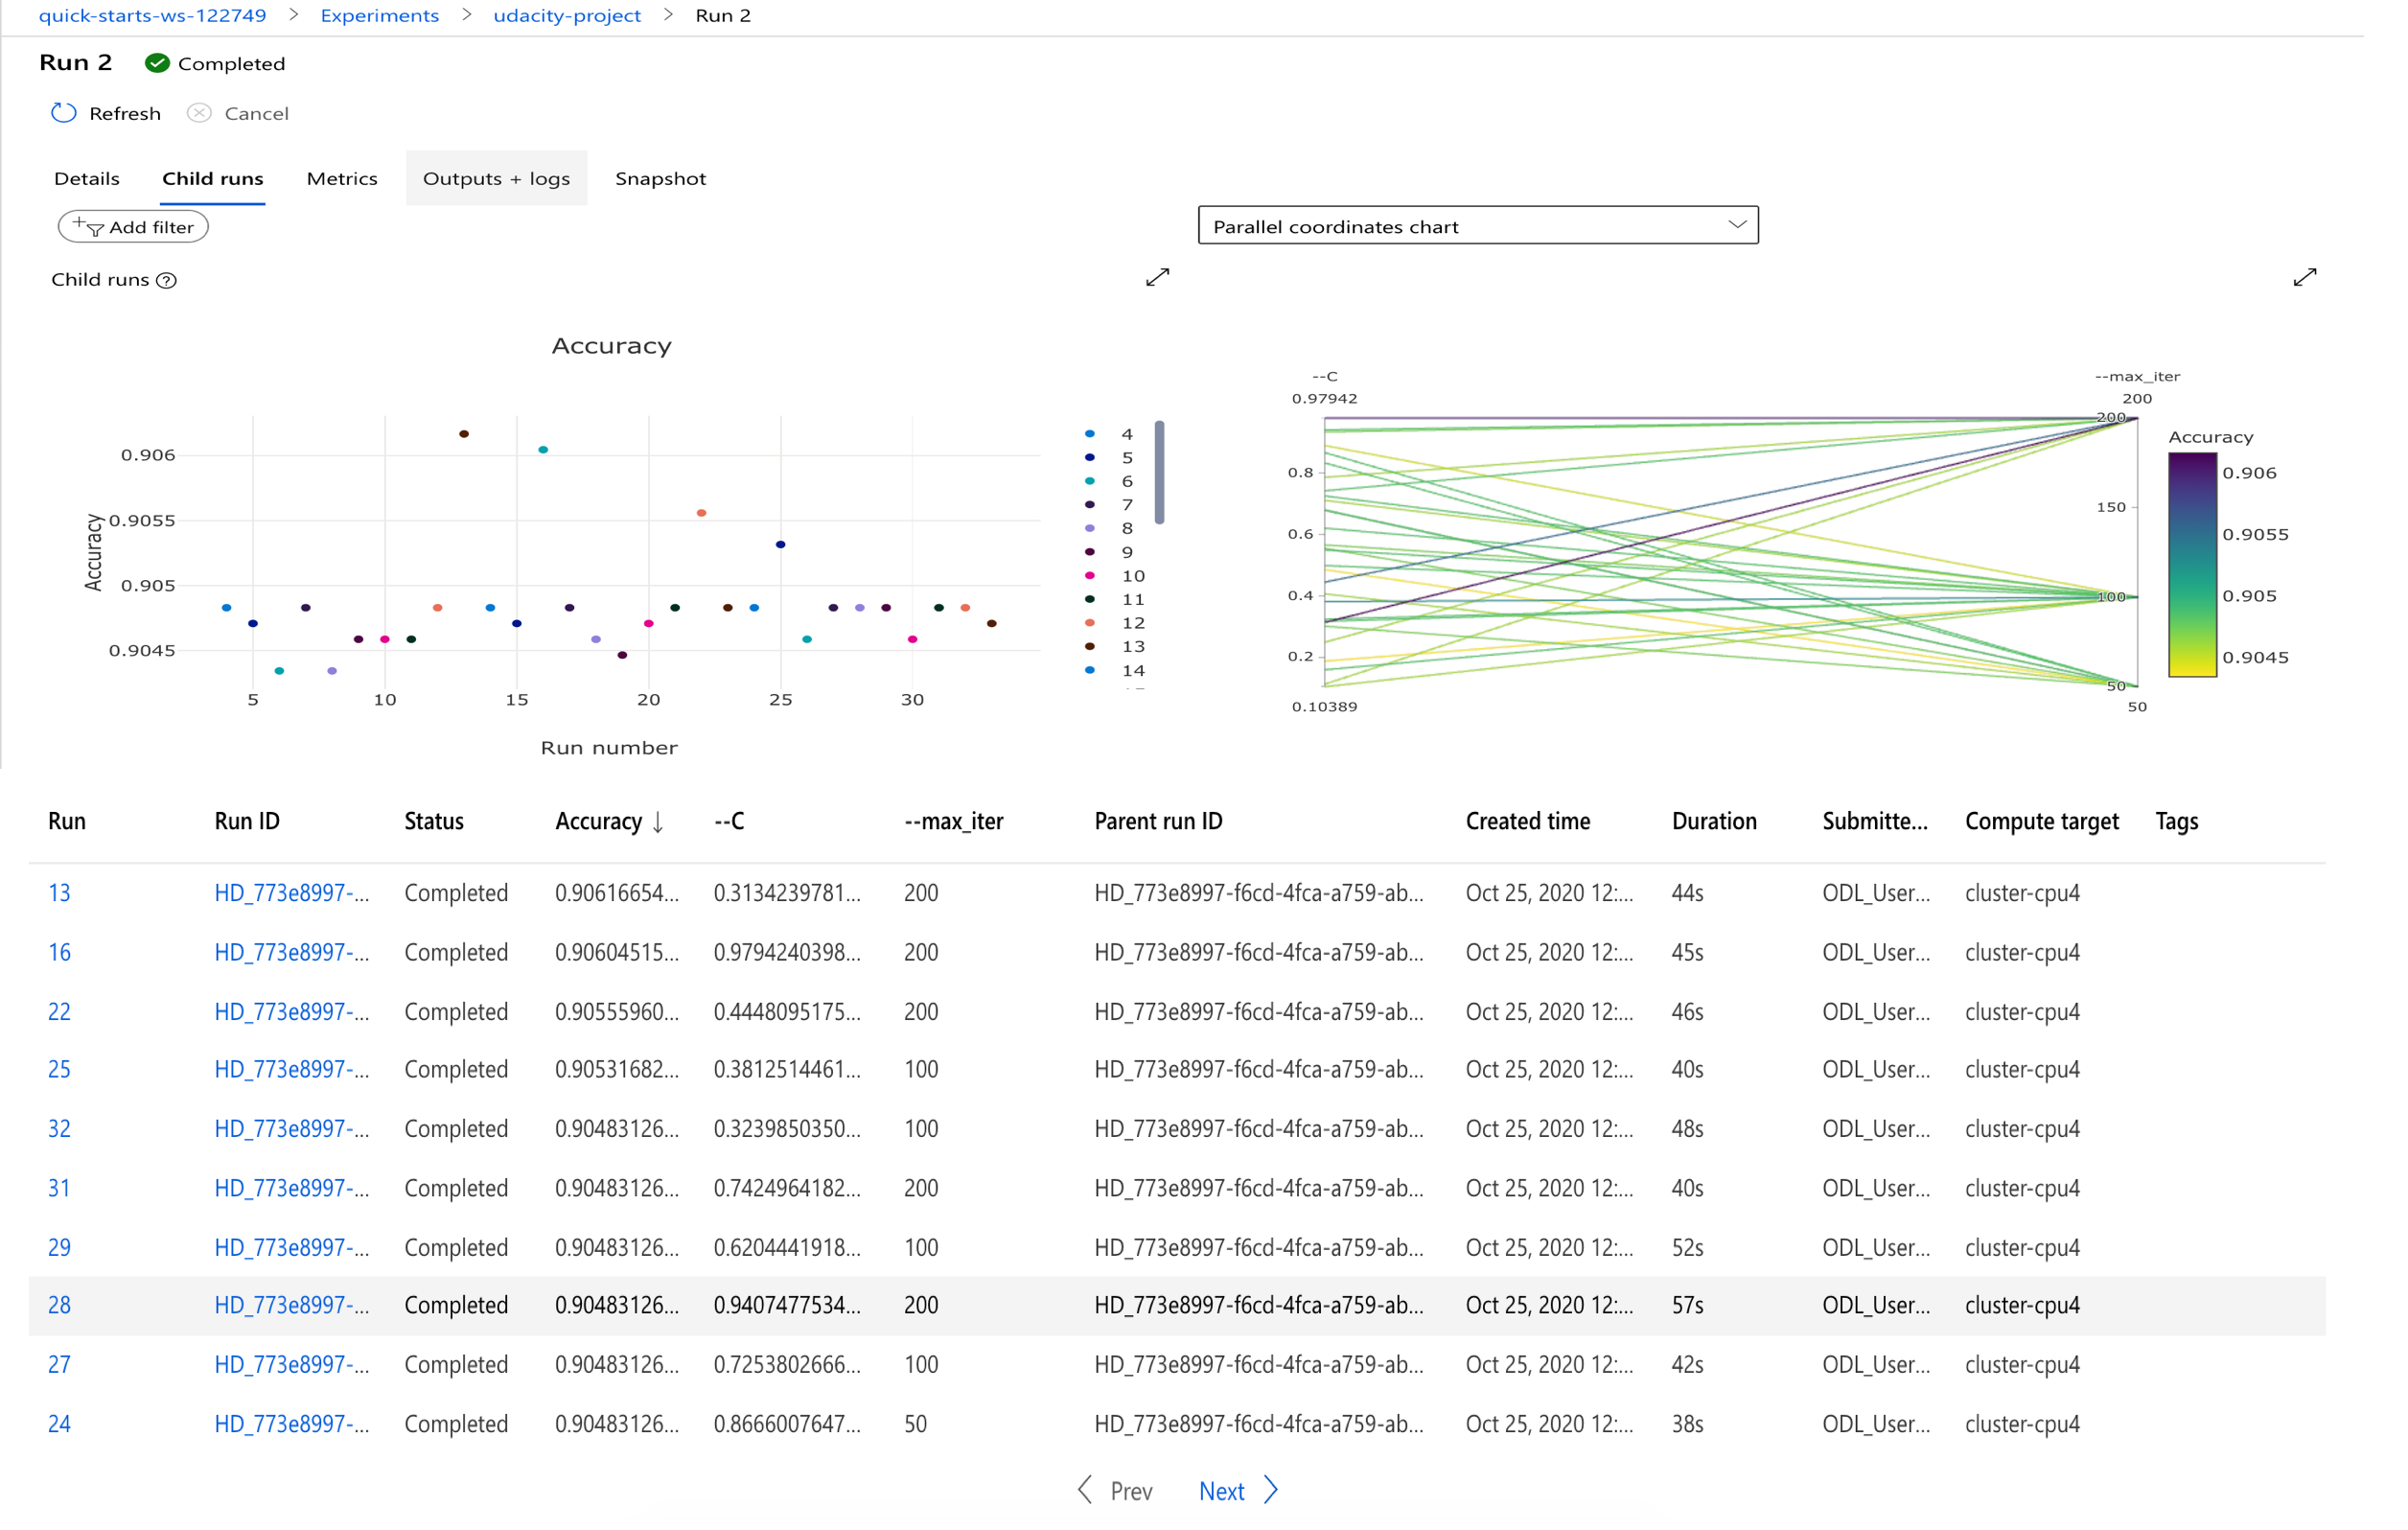 quick-starts-ws-122749 > Experiments > udacity-project > Run 2
Run 2 Completed
Refresh Cancel
Details Child runs Metrics Outputs + logs Snapshot
Add filter
Parallel coordinates chart
Child runs
Accuracy
Accuracy
0.906
0.9055
0.905
0.9045
5 10 15 20 25 30
Run number
4
5
6
7
8
9
10
11
12
13
14
--C
0.97942
0.8
0.6
0.4
0.2
0.10389
--max_iter
200
200
150
100
50
50
Accuracy
0.906
0.9055
0.905
0.9045
Run Run ID Status Accuracy ↓ --C --max_iter Parent run ID Created time Duration Submitte... Compute target Tags
13 HD_773e8997-... Completed 0.90616654... 0.3134239781... 200 HD_773e8997-f6cd-4fca-a759-ab... Oct 25, 2020 12:... 44s ODL_User... cluster-cpu4
16 HD_773e8997-... Completed 0.90604515... 0.9794240398... 200 HD_773e8997-f6cd-4fca-a759-ab... Oct 25, 2020 12:... 45s ODL_User... cluster-cpu4
22 HD_773e8997-... Completed 0.90555960... 0.4448095175... 200 HD_773e8997-f6cd-4fca-a759-ab... Oct 25, 2020 12:... 46s ODL_User... cluster-cpu4
25 HD_773e8997-... Completed 0.90531682... 0.3812514461... 100 HD_773e8997-f6cd-4fca-a759-ab... Oct 25, 2020 12:... 40s ODL_User... cluster-cpu4
32 HD_773e8997-... Completed 0.90483126... 0.3239850350... 100 HD_773e8997-f6cd-4fca-a759-ab... Oct 25, 2020 12:... 48s ODL_User... cluster-cpu4
31 HD_773e8997-... Completed 0.90483126... 0.7424964182... 200 HD_773e8997-f6cd-4fca-a759-ab... Oct 25, 2020 12:... 40s ODL_User... cluster-cpu4
29 HD_773e8997-... Completed 0.90483126... 0.6204441918... 100 HD_773e8997-f6cd-4fca-a759-ab... Oct 25, 2020 12:... 52s ODL_User... cluster-cpu4
28 HD_773e8997-... Completed 0.90483126... 0.9407477534... 200 HD_773e8997-f6cd-4fca-a759-ab... Oct 25, 2020 12:... 57s ODL_User... cluster-cpu4
27 HD_773e8997-... Completed 0.90483126... 0.7253802666... 100 HD_773e8997-f6cd-4fca-a759-ab... Oct 25, 2020 12:... 42s ODL_User... cluster-cpu4
24 HD_773e8997-... Completed 0.90483126... 0.8666007647... 50 HD_773e8997-f6cd-4fca-a759-ab... Oct 25, 2020 12:... 38s ODL_User... cluster-cpu4
< Prev Next >